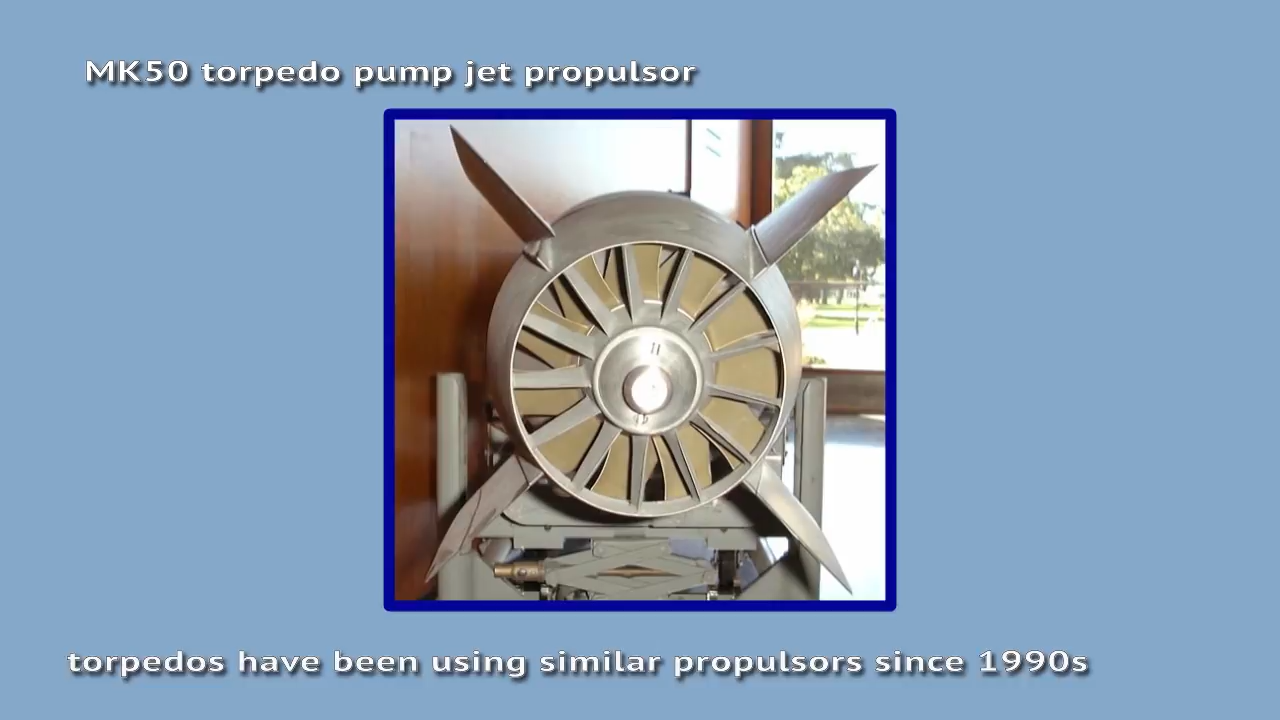 MK50 torpedo pump jet propulsor
torpedos have been using similar propulsors since 1990s